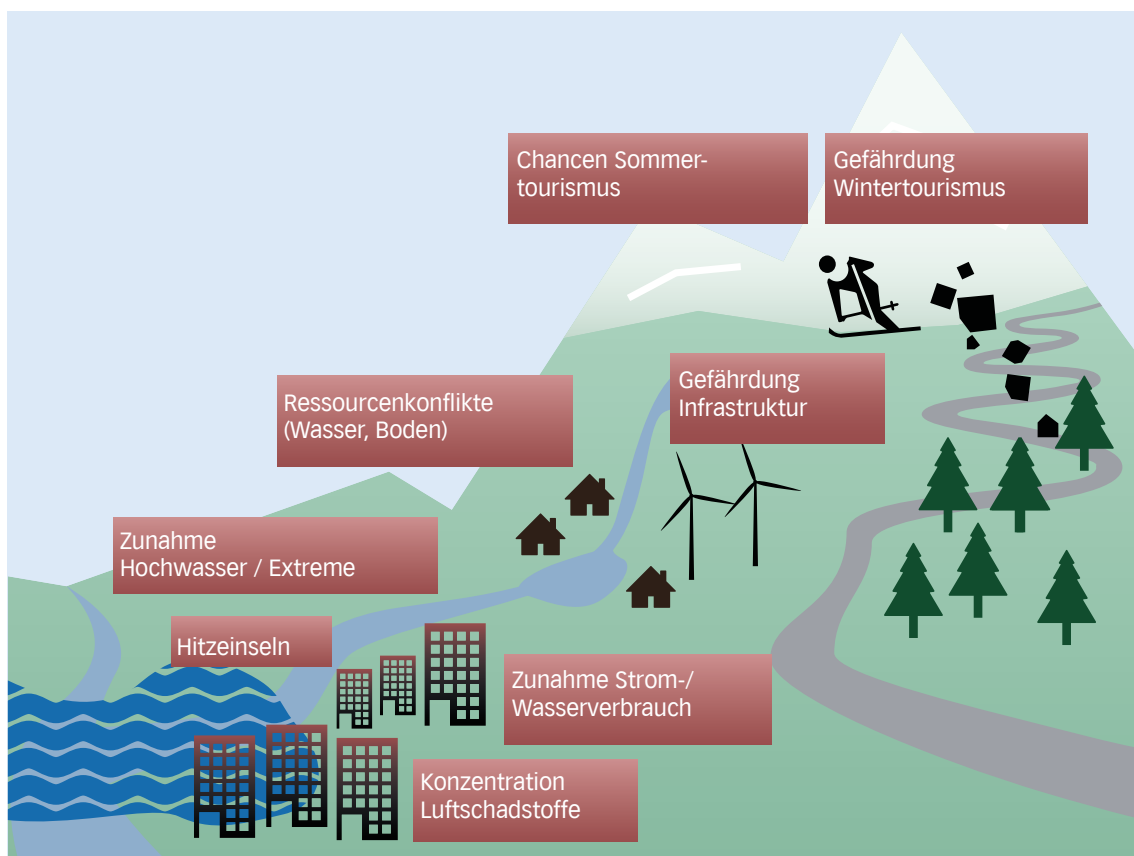 Chancen Sommer-
tourismus
Gefährdung
Wintertourismus
Gefährdung
Infrastruktur
Ressourcenkonflikte
(Wasser, Boden)
Zunahme
Hochwasser / Extreme
Hitzeinseln
Zunahme Strom-/
Wasserverbrauch
Konzentration
Luftschadstoffe